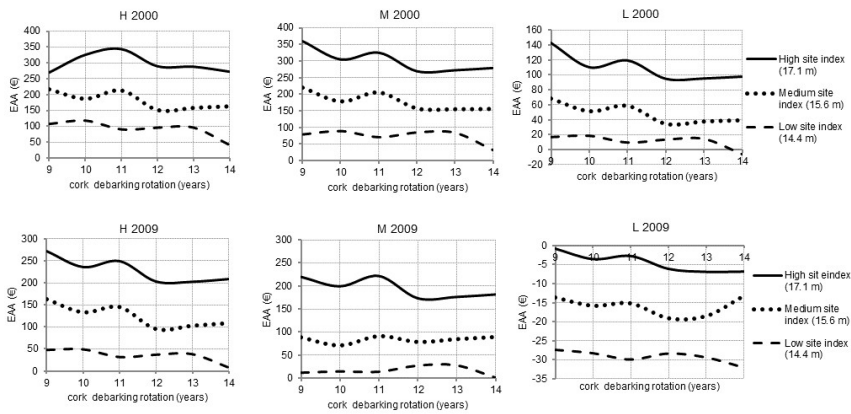 H 2000
EAA (€)
400
350
300
250
200
150
100
50
0
9 10 11 12 13 14
cork debarking rotation (years)
M 2000
EAA (€)
400
350
300
250
200
150
100
50
0
9 10 11 12 13 14
cork debarking rotation (years)
L 2000
EAA (€)
160
140
120
100
80
60
40
20
0
-20
9 10 11 12 13 14
cork debarking rotation (years)
High site index
(17.1 m)
Medium site
index (15.6 m)
Low site index
(14.4 m)
H 2009
EAA (€)
300
250
200
150
100
50
0
9 10 11 12 13 14
cork debarking rotation (years)
M 2009
EAA (€)
300
250
200
150
100
50
0
9 10 11 12 13 14
cork debarking rotation (years)
L 2009
EAA (€)
0
-5
-10
-15
-20
-25
-30
-35
9 10 11 12 13 14
cork debarking rotation (years)
High sit eindex
(17.1 m)
Medium site
index (15.6 m)
Low site index
(14.4 m)